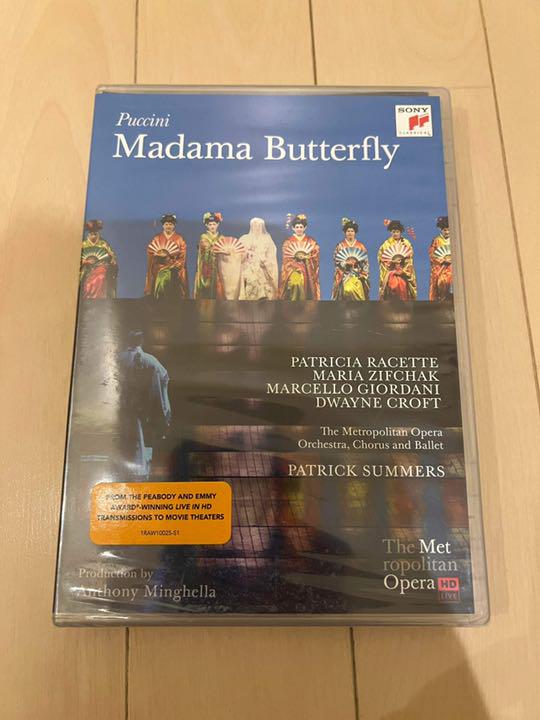 Puccini
Madama Butterfly
SONY
CLASSICAL
PATRICIA RACETTE
MARIA ZIFCHAK
MARCELLO GIORDANI
DWAYNE CROFT
The Metropolitan Opera
Orchestra, Chorus and Ballet
PATRICK SUMMERS
FROM THE PEABODY AND EMMY
AWARD®-WINNING LIVE IN HD
TRANSMISSIONS TO MOVIE THEATERS
1RAW10025-S1
Production by
Anthony Minghella
The Met
ropolitan
Opera HD
LIVE